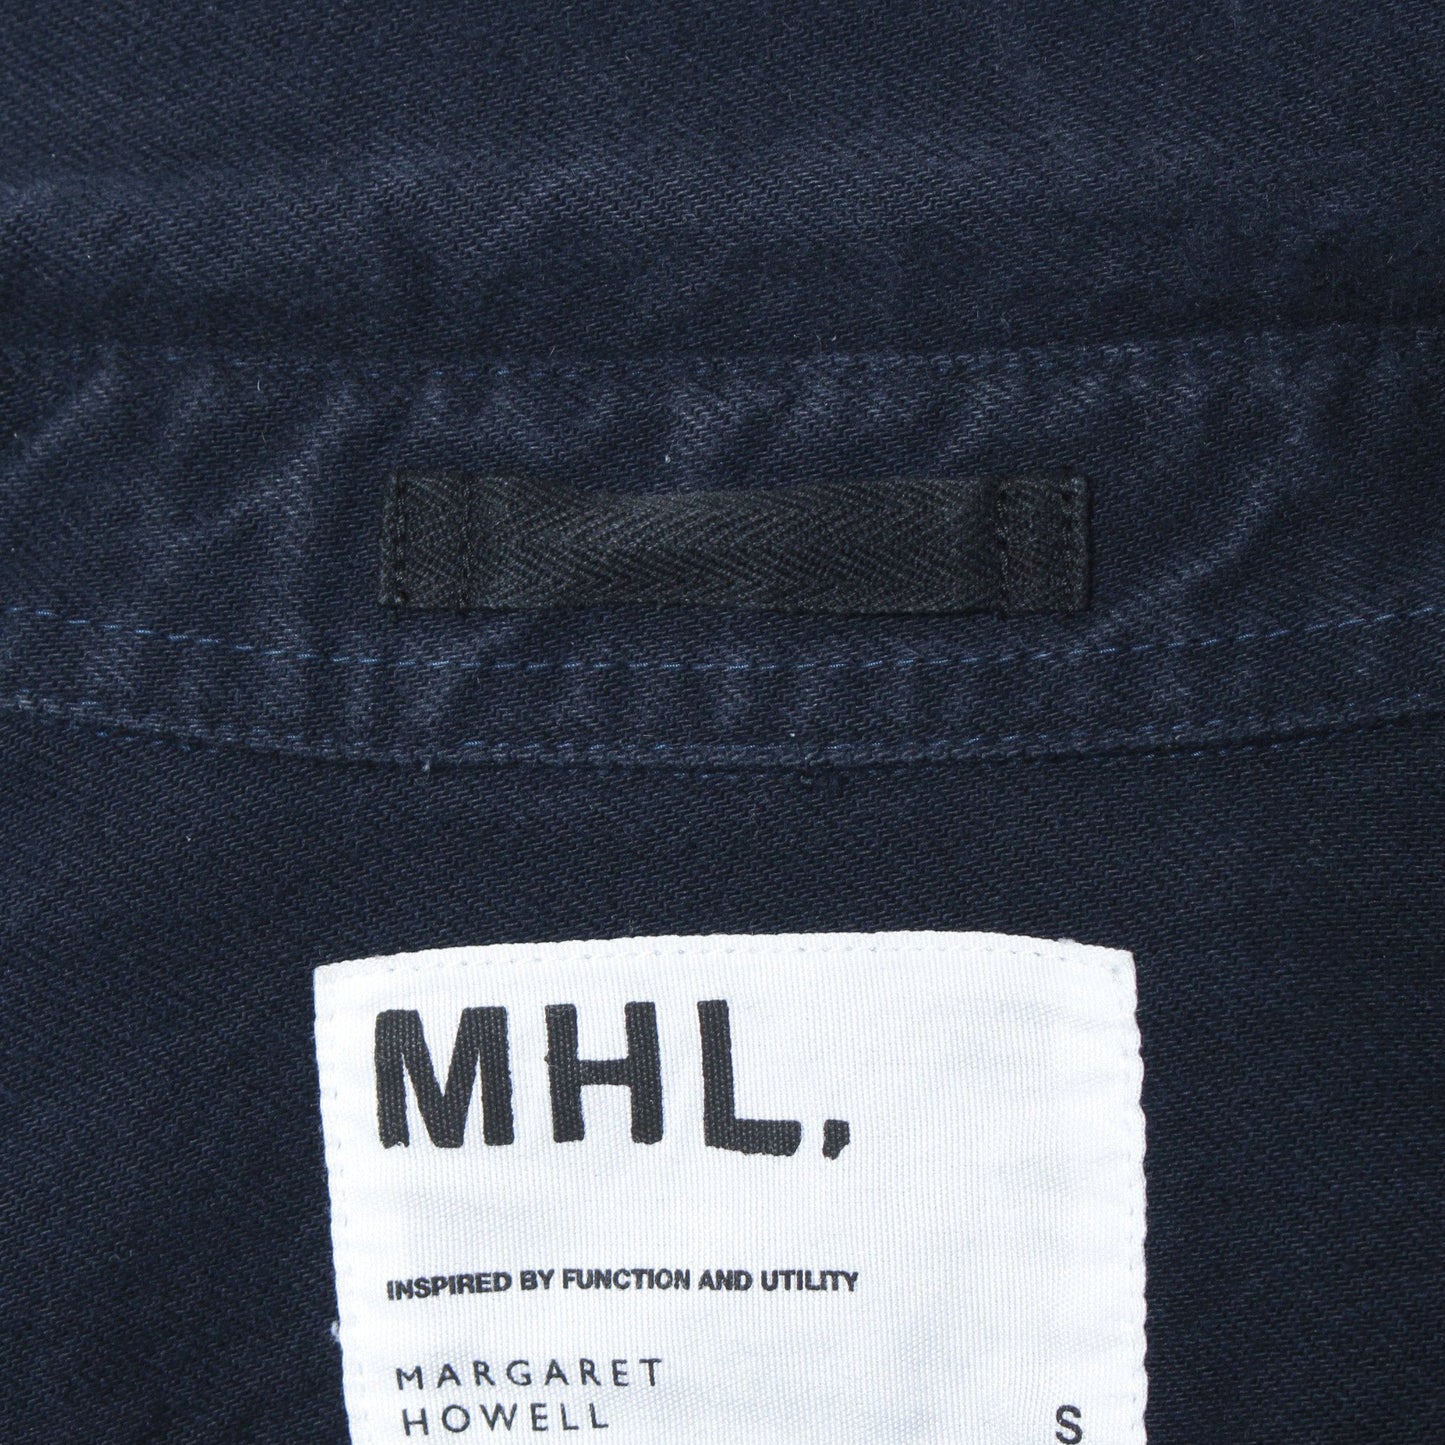 MHL.
INSPIRED BY FUNCTION AND UTILITY
MARGARET
HOWELL
S